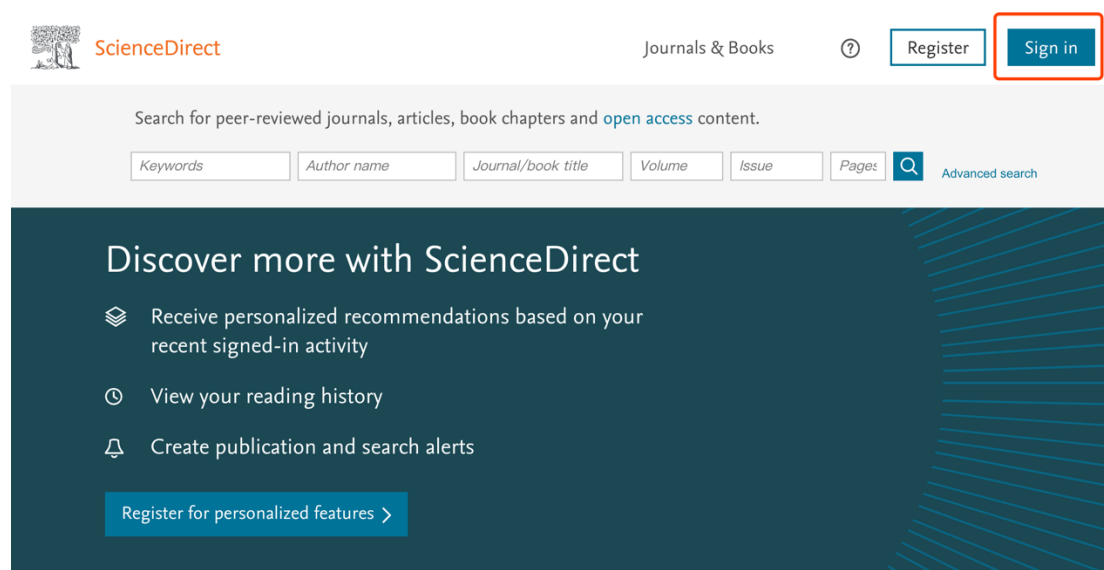 ScienceDirect
Journals & Books
Register
Sign in
Search for peer-reviewed journals, articles, book chapters and open access content.
Keywords
Author name
Journal/book title
Volume
Issue
Pages
Advanced search
Discover more with ScienceDirect
Receive personalized recommendations based on your
recent signed-in activity
View your reading history
Create publication and search alerts
Register for personalized features